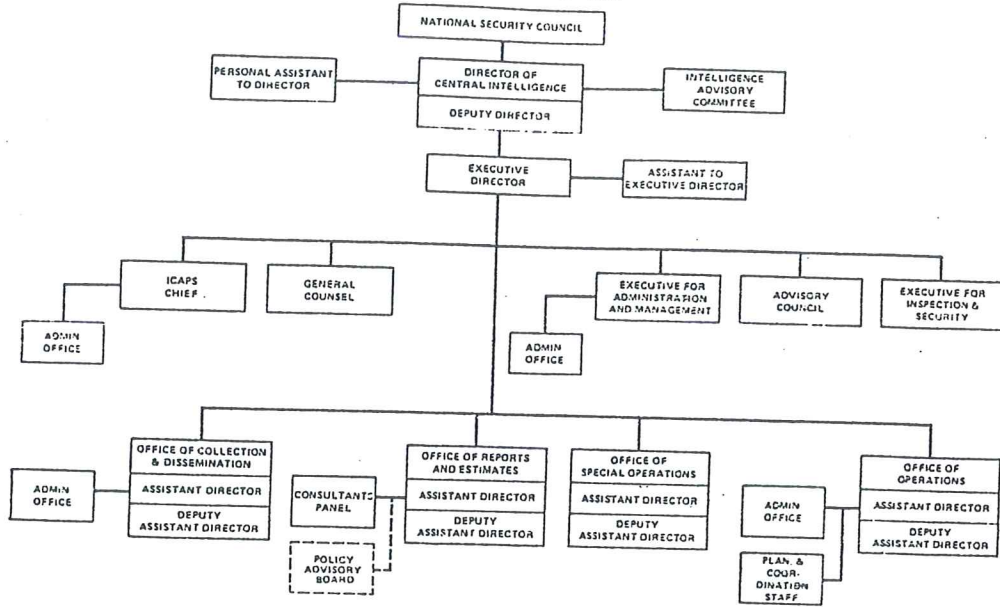 NATIONAL SECURITY COUNCIL
PERSONAL ASSISTANT
TO DIRECTOR
DIRECTOR OF
CENTRAL INTELLIGENCE
DEPUTY DIRECTOR
INTELLIGENCE
ADVISORY
COMMITTEE
EXECUTIVE
DIRECTOR
ASSISTANT TO
EXECUTIVE DIRECTOR
ICAPS
CHIEF
GENERAL
COUNSEL
EXECUTIVE FOR
ADMINISTRATION
AND MANAGEMENT
ADVISORY
COUNCIL
EXECUTIVE FOR
INSPECTION &
SECURITY
ADMIN
OFFICE
ADMIN
OFFICE
OFFICE OF COLLECTION
& DISSEMINATION
ASSISTANT DIRECTOR
DEPUTY
ASSISTANT DIRECTOR
ADMIN
OFFICE
OFFICE OF REPORTS
AND ESTIMATES
ASSISTANT DIRECTOR
DEPUTY
ASSISTANT DIRECTOR
CONSULTANTS
PANEL
POLICY
ADVISORY
BOARD
OFFICE OF
SPECIAL OPERATIONS
ASSISTANT DIRECTOR
DEPUTY
ASSISTANT DIRECTOR
OFFICE OF
OPERATIONS
ASSISTANT DIRECTOR
DEPUTY
ASSISTANT DIRECTOR
ADMIN
OFFICE
PLAN. &
COOR-
DINATION
STAFF